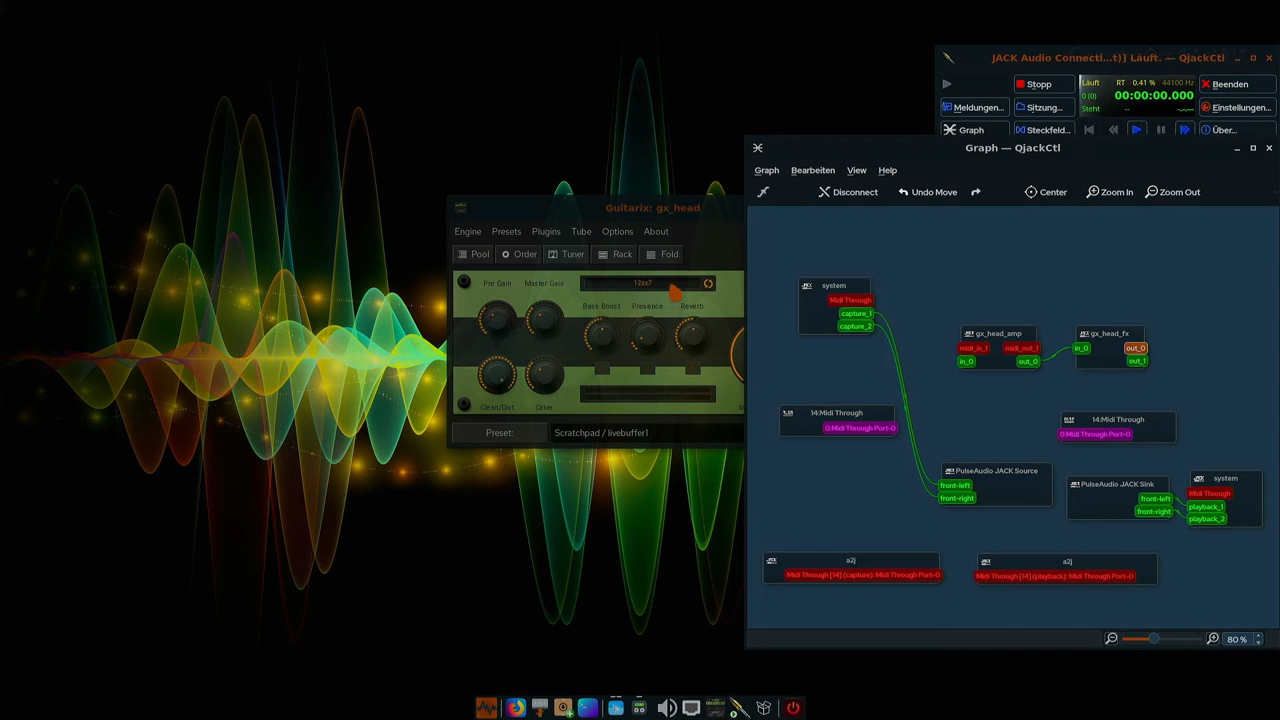 JACK Audio Connecti...t)] Läuft. — QjackCtl
Stopp
Läuft RT 0.41 % 44100 Hz
Beenden
0 (0) 00:00:00.000
Meldungen...
Sitzung...
Steht -- -.-.--
Einstellungen...
Graph
Steckfeld...
Über...
Graph — QjackCtl
Graph Bearbeiten View Help
Disconnect Undo Move Center Zoom In Zoom Out
system
Midi Through
capture_1
capture_2
gx_head_amp
midi_in_1 midi_out_1
in_0 out_0
gx_head_fx
in_0 out_0
out_1
14:Midi Through
0:Midi Through Port-0
14:Midi Through
0:Midi Through Port-0
PulseAudio JACK Source
front-left
front-right
PulseAudio JACK Sink
front-left
front-right
system
Midi Through
playback_1
playback_2
a2j
Midi Through [14] (capture): Midi Through Port-0
a2j
Midi Through [14] (playback): Midi Through Port-0
80 %
Guitarix: gx_head
Engine Presets Plugins Tube Options About
Pool Order Tuner Rack Fold
Pre Gain Master Gain
12ax7
Bass Boost Presence Reverb
Clean/Dist Drive
M
Preset: Scratchpad / livebuffer1